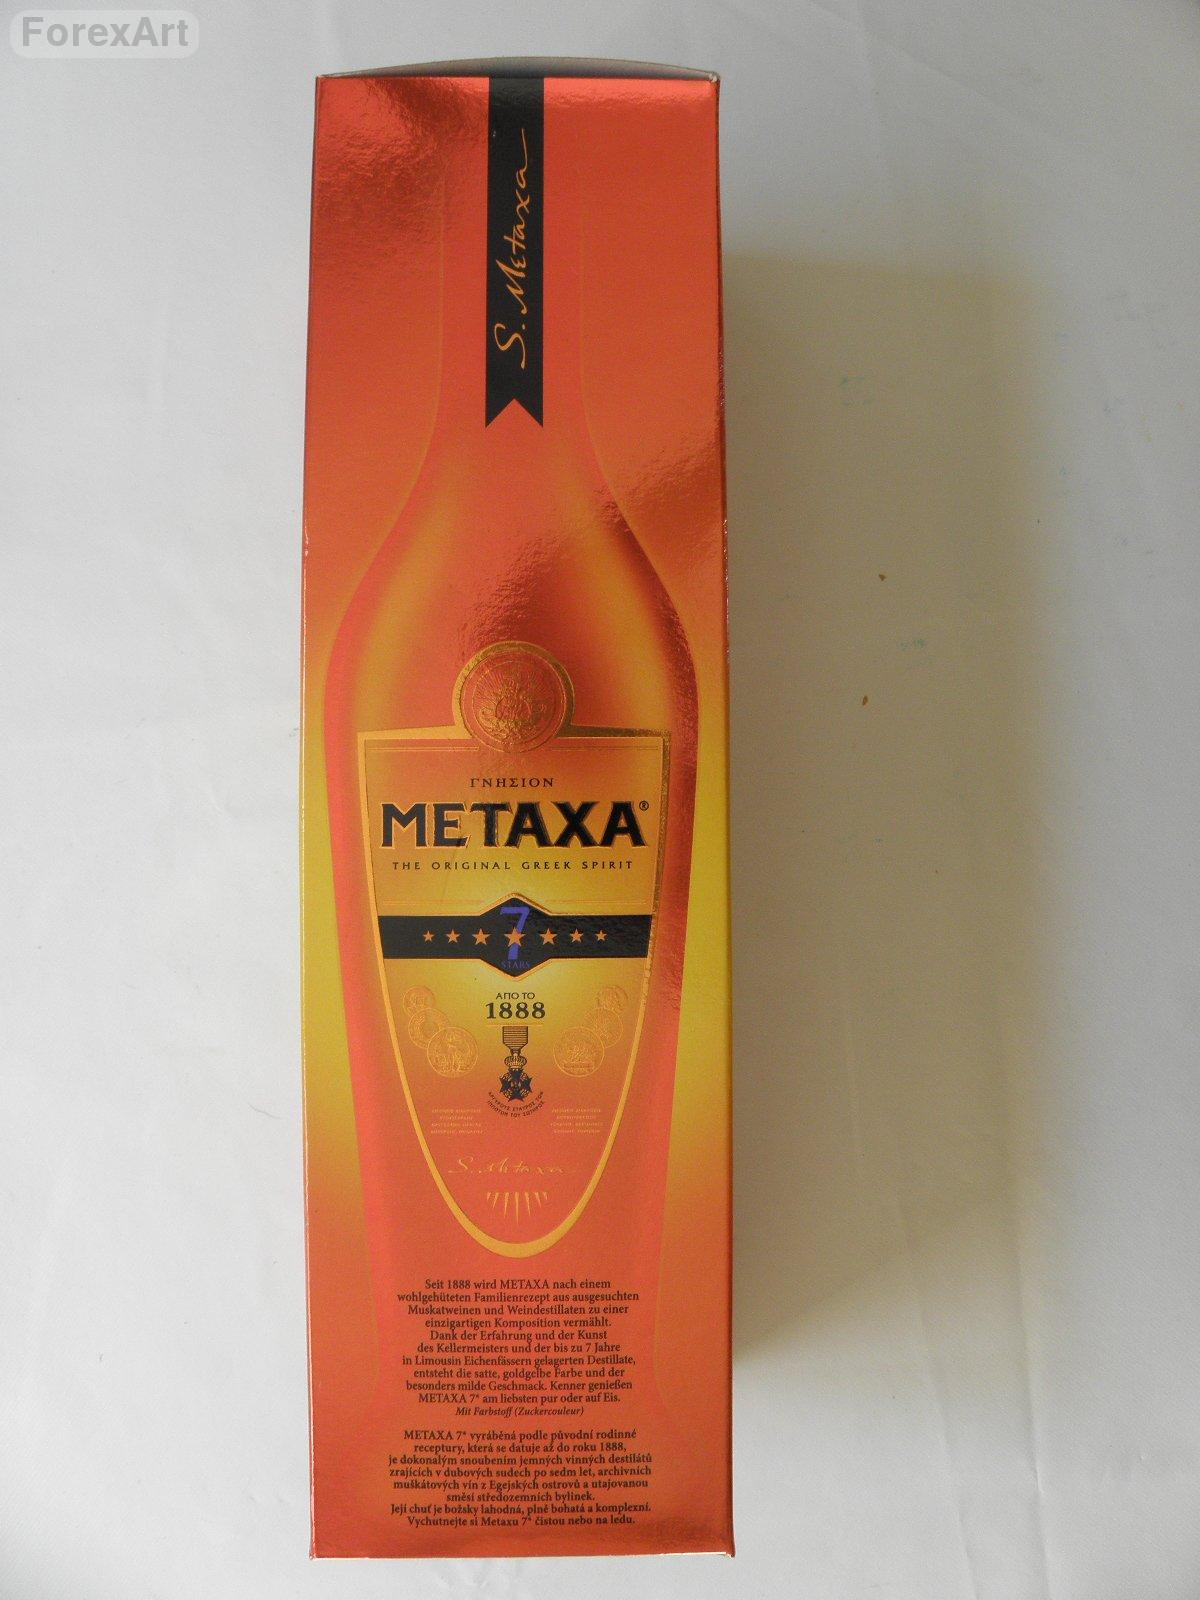 ForexArt
S. Metaxa
ΓΝΗΣΙΟΝ
METAXA®
THE ORIGINAL GREEK SPIRIT
7
STARS
ΑΠΟ ΤΟ
1888
S. Metaxa
Seit 1888 wird METAXA nach einem
wohlgehüteten Familienrezept aus ausgesuchten
Muskatweinen und Weindestillaten zu einer
einzigartigen Komposition vermählt.
Dank der Erfahrung und der Kunst
des Kellermeisters und der bis zu 7 Jahre
in Limousin Eichenfässern gelagerten Destillate,
entsteht die satte, goldgelbe Farbe und der
besonders milde Geschmack. Kenner genießen
METAXA 7* am liebsten pur oder auf Eis.
Mit Farbstoff (Zuckercouleur)
METAXA 7* vyráběná podle původní rodinné
receptury, která se datuje až do roku 1888,
je dokonalým snoubením jemných vinných destilátů
zrajících v dubových sudech po sedm let, archivních
muškátových vín z Egejských ostrovů a utajovanou
směsí středozemních bylinek.
Její chuť je božsky lahodná, plně bohatá a komplexní.
Vychutnejte si Metaxu 7* čistou nebo na ledu.